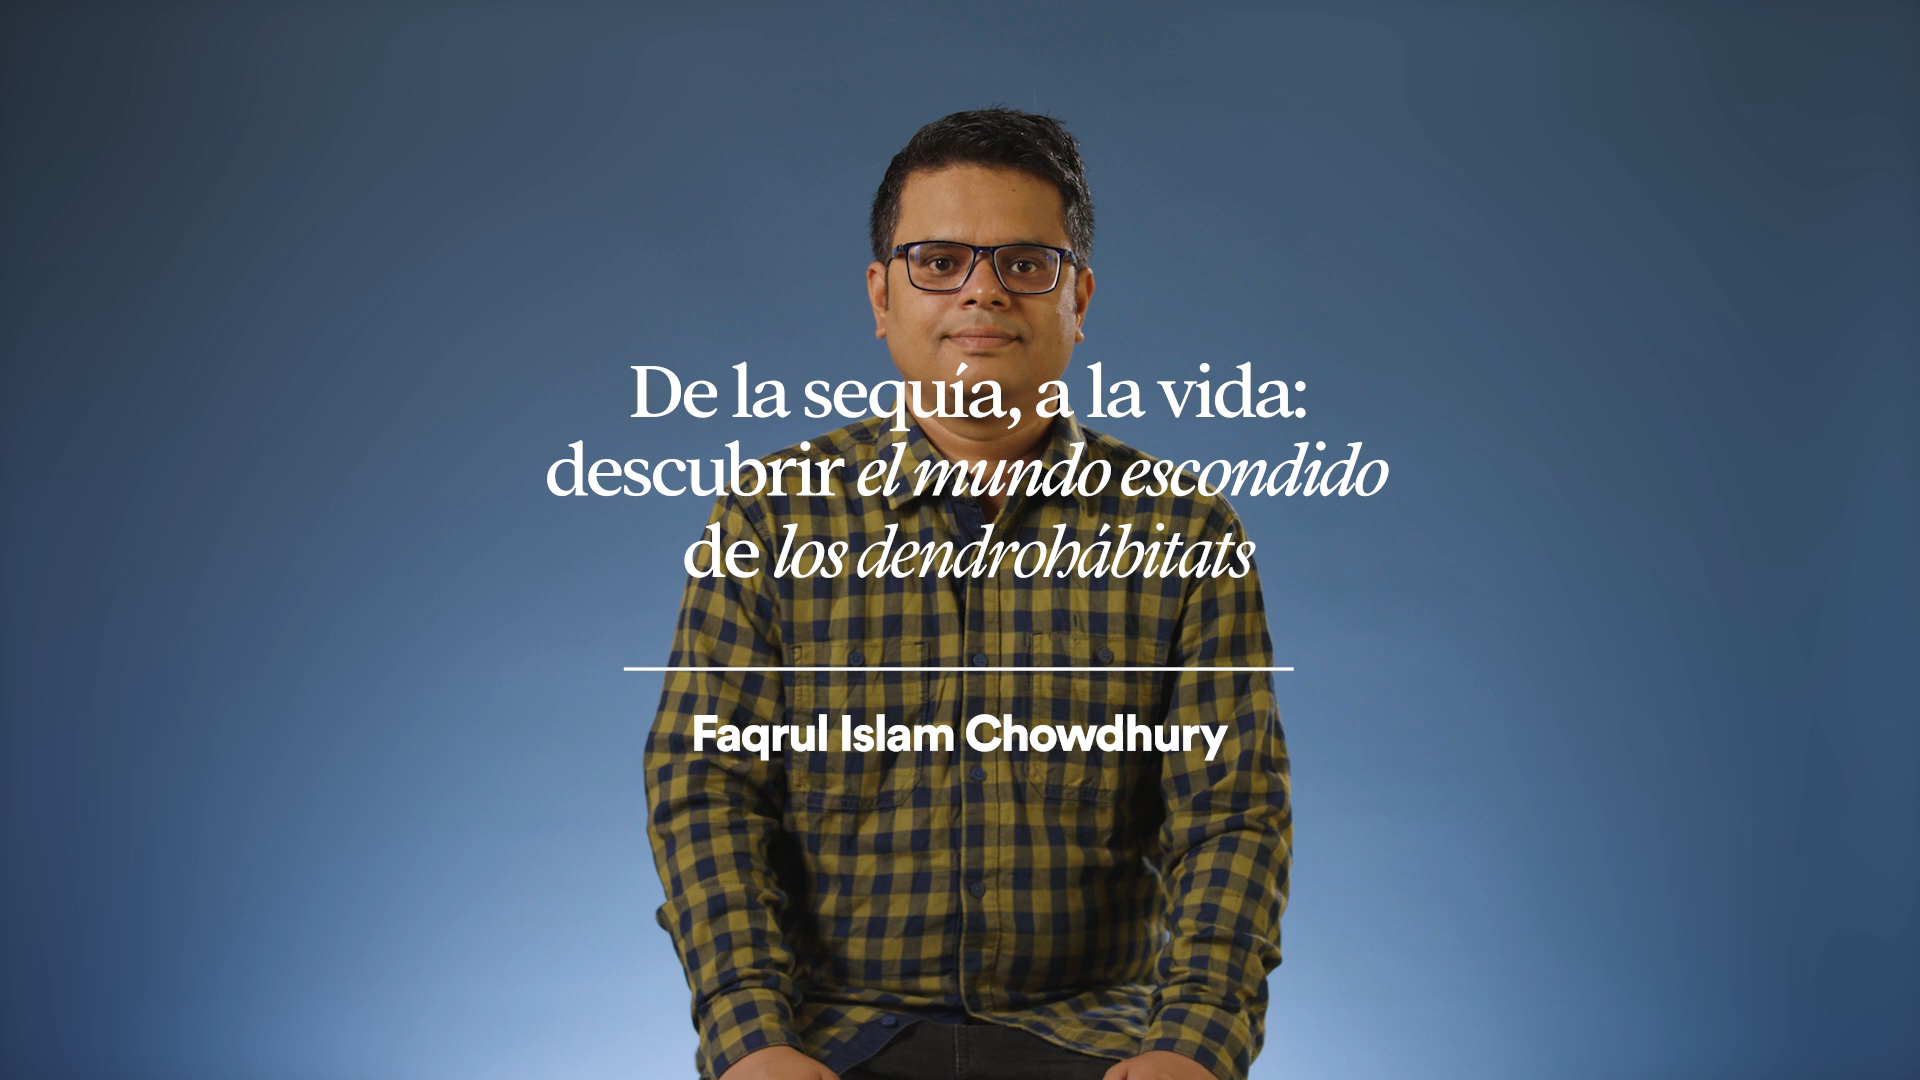 De la sequía, a la vida:
descubrir el mundo escondido
de los dendrohábitats
Faqrul Islam Chowdhury